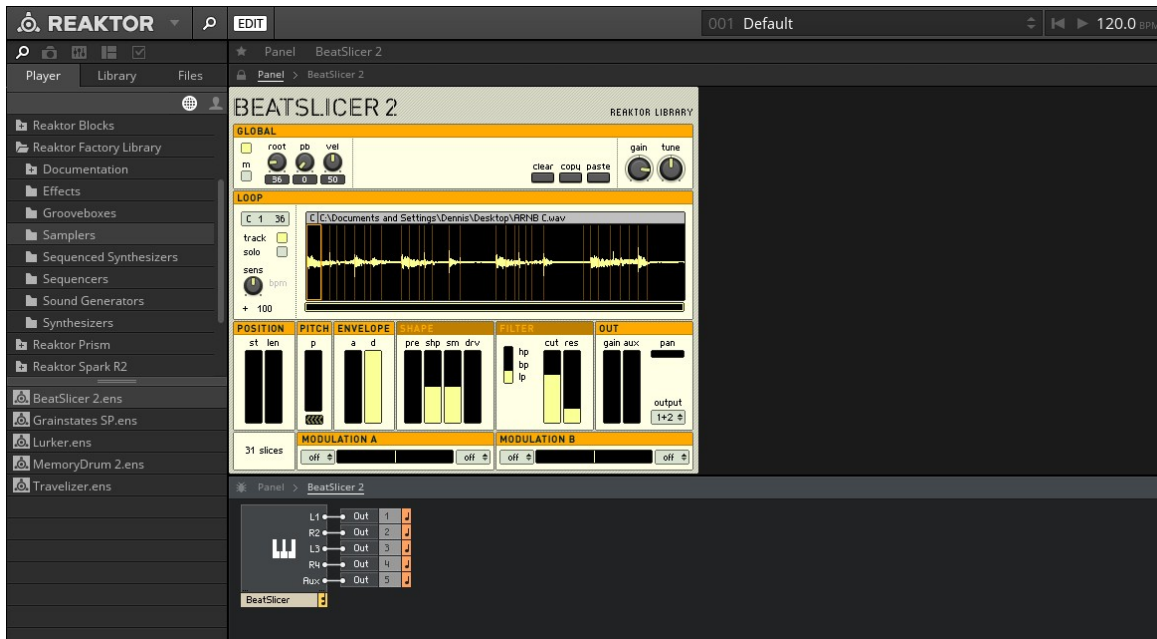 REAKTOR EDIT 001 Default 120.0 BPM
Panel BeatSlicer 2
Player Library Files
Panel > BeatSlicer 2
Reaktor Blocks
Reaktor Factory Library
Documentation
Effects
Grooveboxes
Samplers
Sequenced Synthesizers
Sequencers
Sound Generators
Synthesizers
Reaktor Prism
Reaktor Spark R2
BeatSlicer 2.ens
Grainstates SP.ens
Lurker.ens
MemoryDrum 2.ens
Travelizer.ens
BEATSLICER 2 REAKTOR LIBRARY
GLOBAL
root pb vel gain tune
m clear copy paste
36 0 50
LOOP
C 1 36 C C:\Documents and Settings\Dennis\Desktop\ARNB C.wav
track
solo
sens
bpm
+ 100
POSITION PITCH ENVELOPE SHAPE FILTER OUT
st len p a d pre shp sm drv cut res gain aux pan
hp
bp
lp
output
1+2
31 slices
MODULATION A MODULATION B
off off off off
Panel > BeatSlicer 2
L1 Out 1
R2 Out 2
L3 Out 3
R4 Out 4
Aux Out 5
BeatSlicer